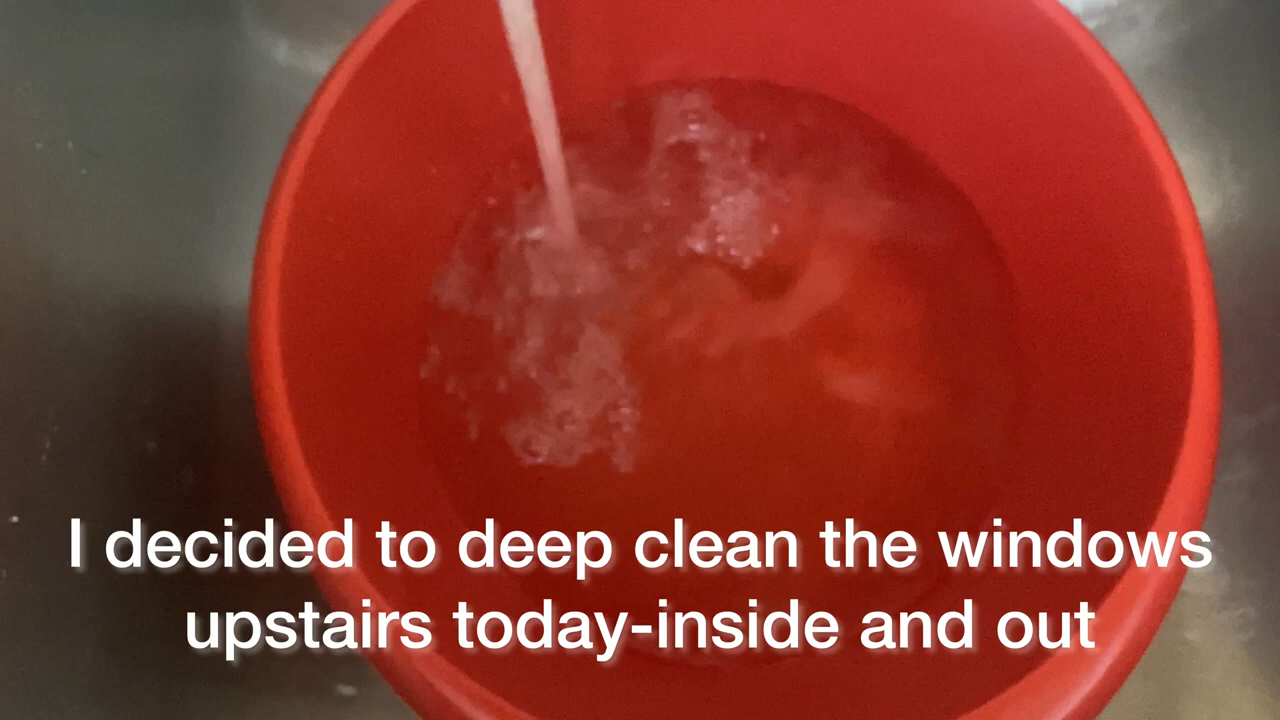 I decided to deep clean the windows
upstairs today-inside and out